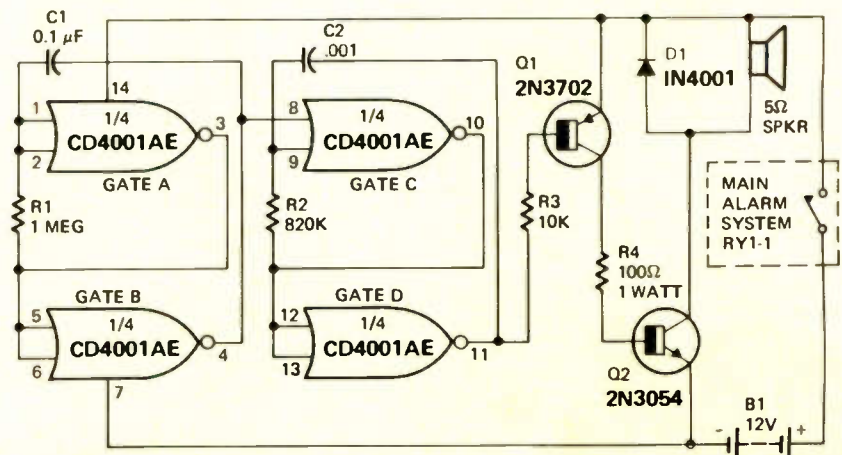 C1
0.1 µF
14
1
2
1/4
CD4001AE
3
GATE A
R1
1 MEG
GATE B
5
6
1/4
CD4001AE
4
7
C2
.001
8
9
1/4
CD4001AE
10
GATE C
R2
820K
GATE D
12
13
1/4
CD4001AE
11
Q1
2N3702
R3
10K
R4
100Ω
1 WATT
Q2
2N3054
D1
IN4001
5Ω
SPKR
MAIN
ALARM
SYSTEM
RY1-1
B1
12V
- +